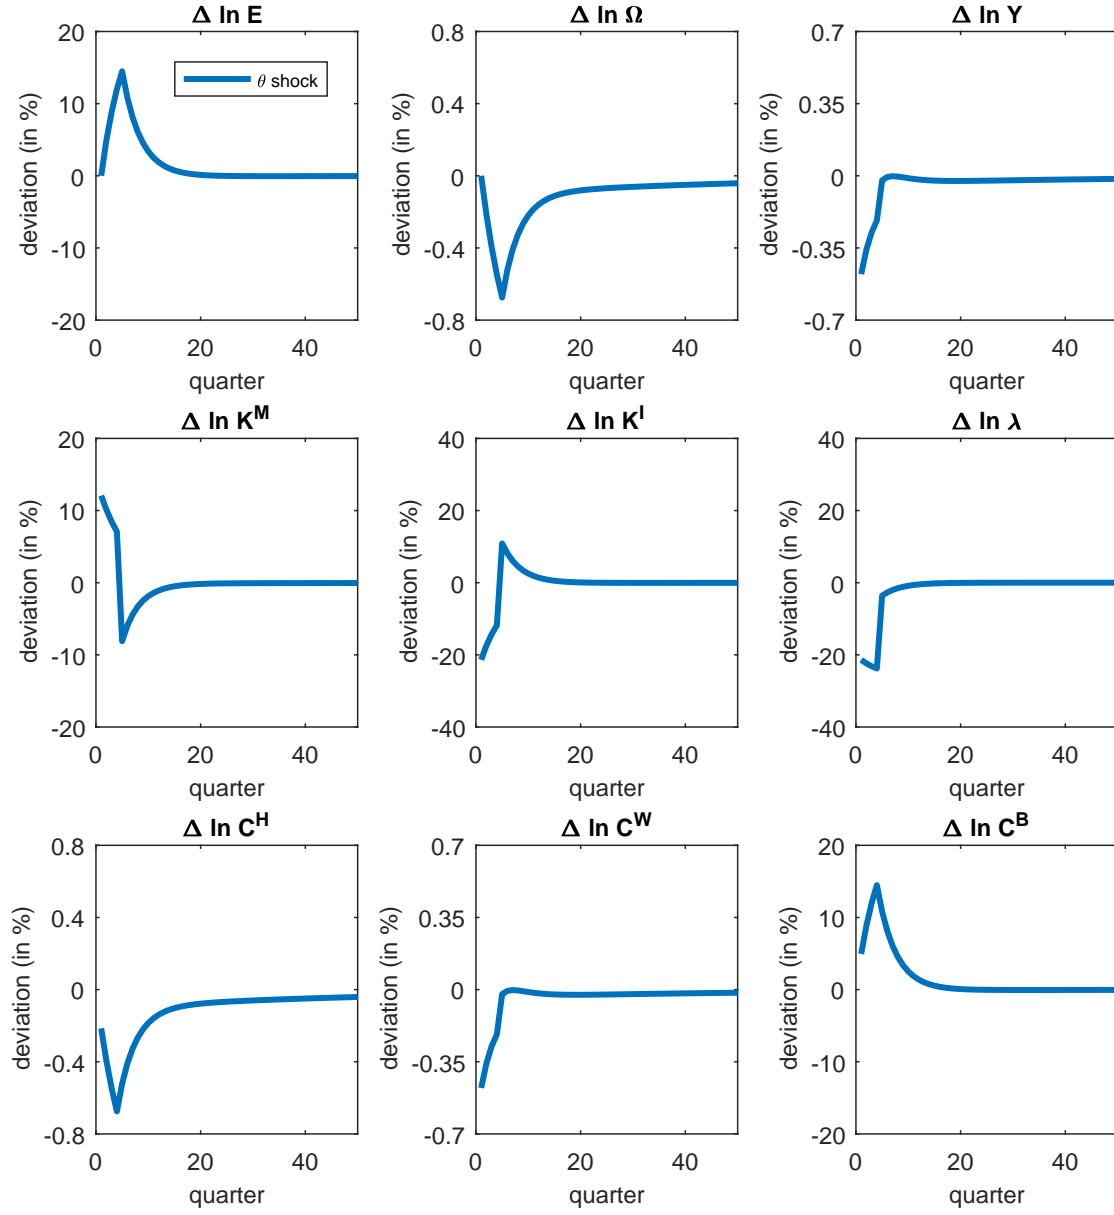 Δ ln E
20
10
0
-10
-20
deviation (in %)
θ shock
0
20
40
quarter
Δ ln Ω
0.8
0.4
0
-0.4
-0.8
deviation (in %)
0
20
40
quarter
Δ ln Y
0.7
0.35
0
-0.35
-0.7
deviation (in %)
0
20
40
quarter
Δ ln K^M
20
10
0
-10
-20
deviation (in %)
0
20
40
quarter
Δ ln K^I
40
20
0
-20
-40
deviation (in %)
0
20
40
quarter
Δ ln λ
40
20
0
-20
-40
deviation (in %)
0
20
40
quarter
Δ ln C^H
0.8
0.4
0
-0.4
-0.8
deviation (in %)
0
20
40
quarter
Δ ln C^W
0.7
0.35
0
-0.35
-0.7
deviation (in %)
0
20
40
quarter
Δ ln C^B
20
10
0
-10
-20
deviation (in %)
0
20
40
quarter